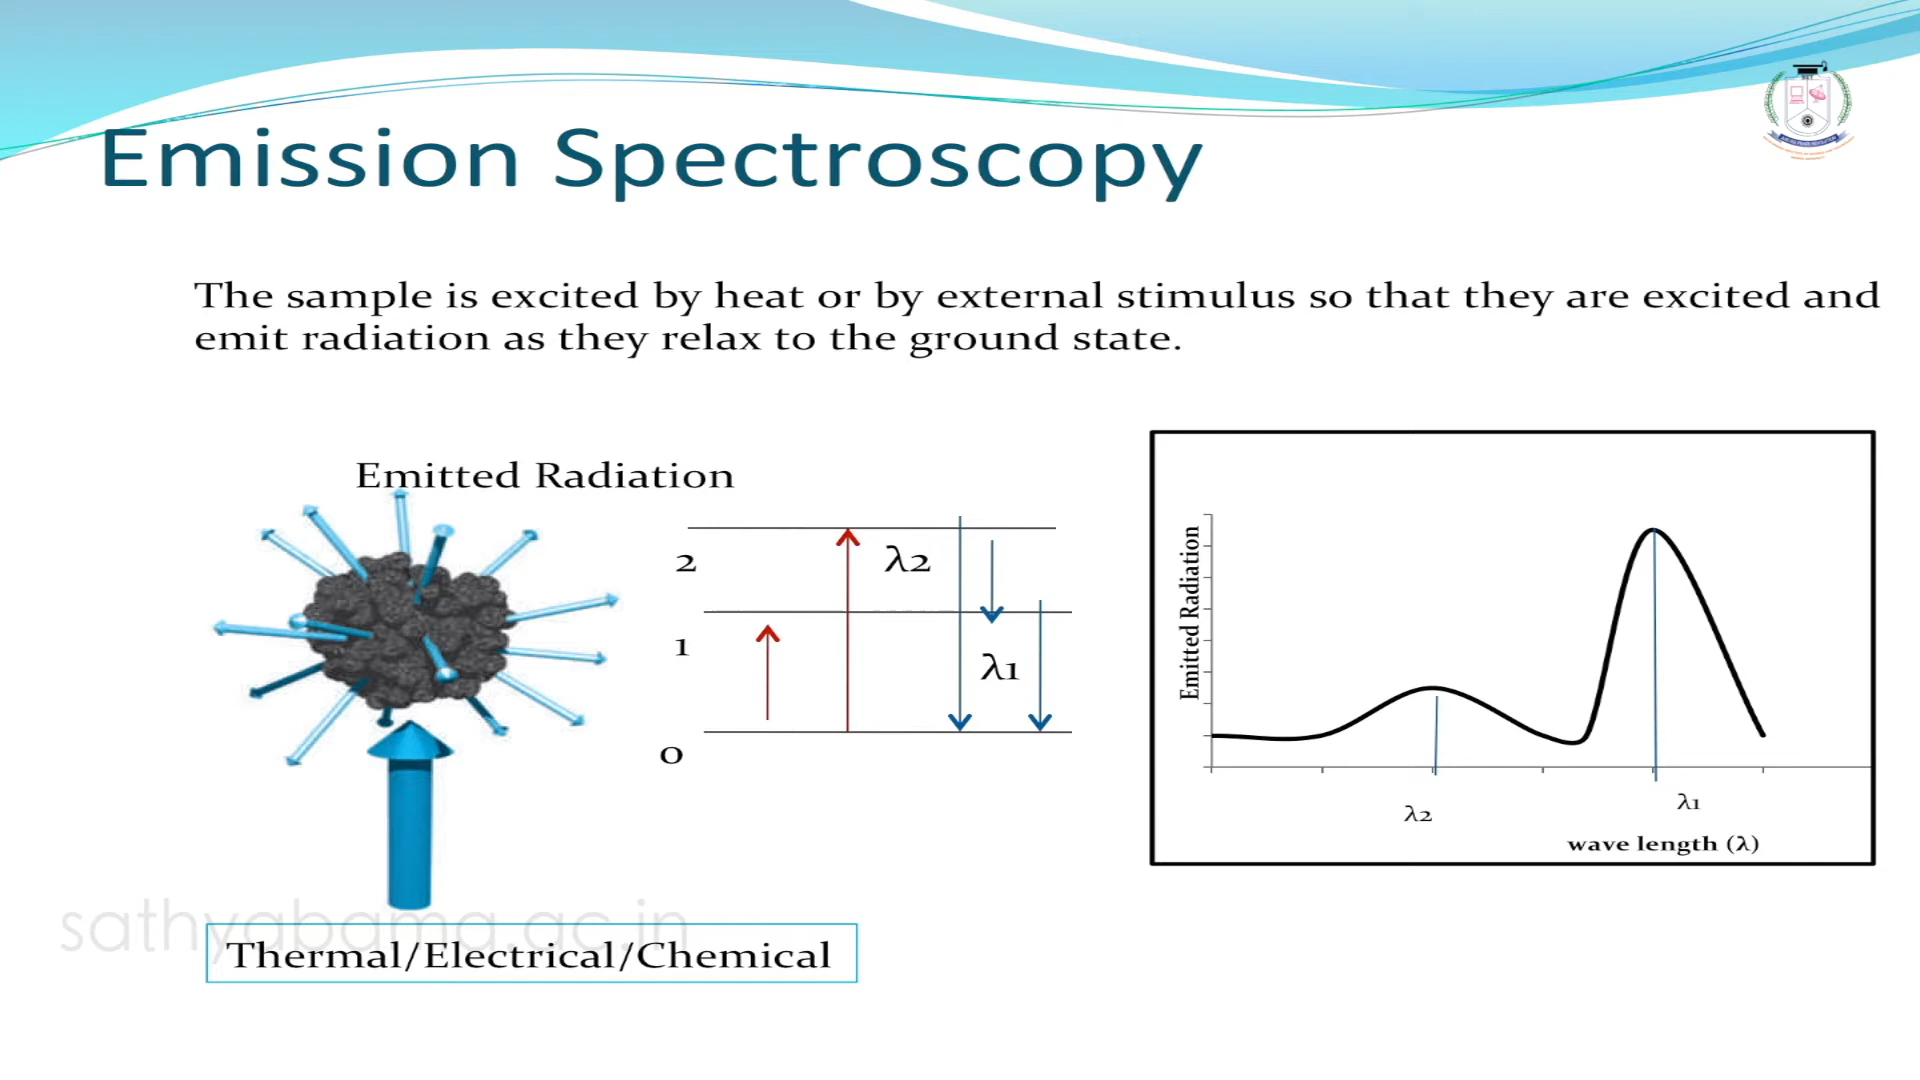 Emission Spectroscopy
The sample is excited by heat or by external stimulus so that they are excited and
emit radiation as they relax to the ground state.
Emitted Radiation
2
λ2
1
λ1
0
Emitted Radiation
λ2
λ1
wave length (λ)
sathyabama.ac.in
Thermal/Electrical/Chemical